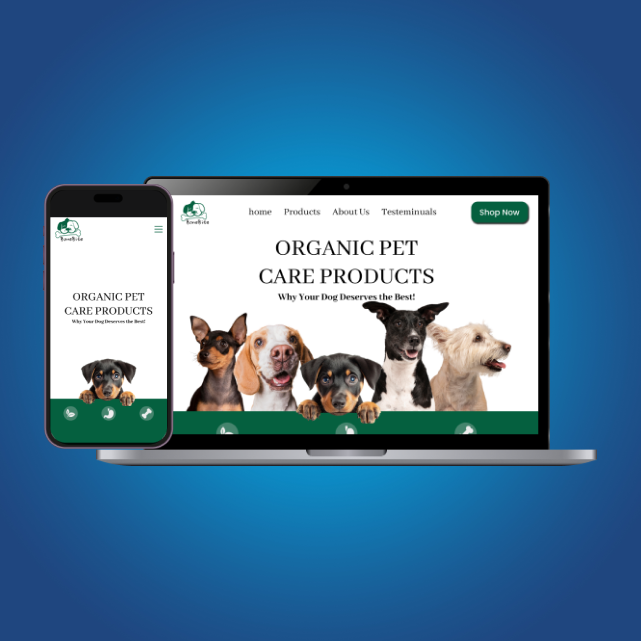 home Products About Us Testeminuals Shop Now
ORGANIC PET
CARE PRODUCTS
Why Your Dog Deserves the Best!
ORGANIC PET
CARE PRODUCTS
Why Your Dog Deserves the Best!